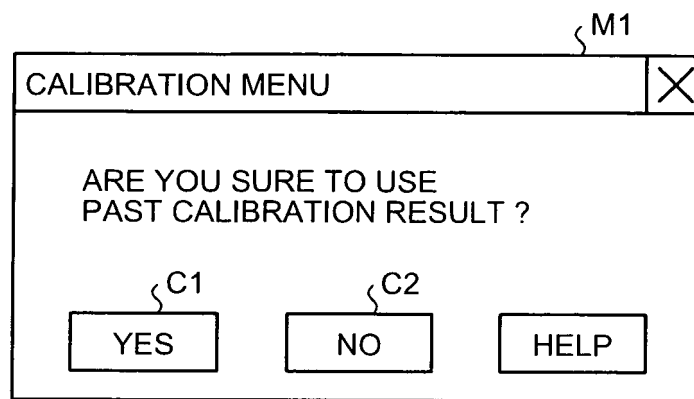 M1
CALIBRATION MENU
ARE YOU SURE TO USE
PAST CALIBRATION RESULT ?
C1 C2
YES NO HELP